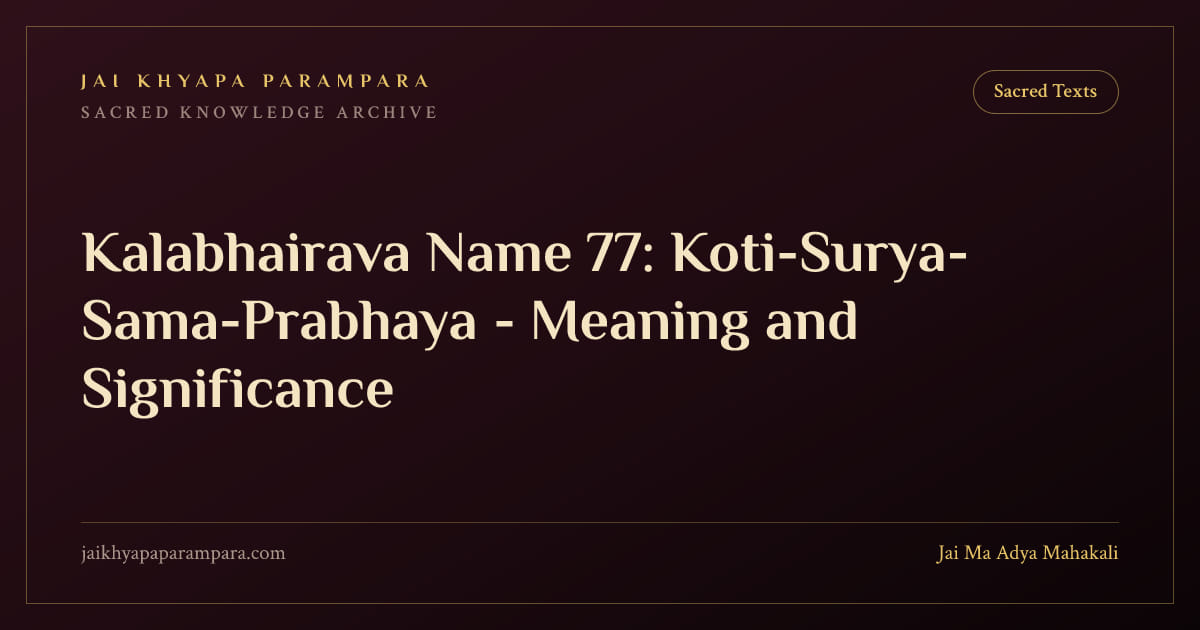 JAI KHYAPA PARAMPARA
SACRED KNOWLEDGE ARCHIVE
Sacred Texts
Kalabhairava Name 77: Koti-Surya-
Sama-Prabhaya - Meaning and
Significance
jaikhyapaparampara.com
Jai Ma Adya Mahakali